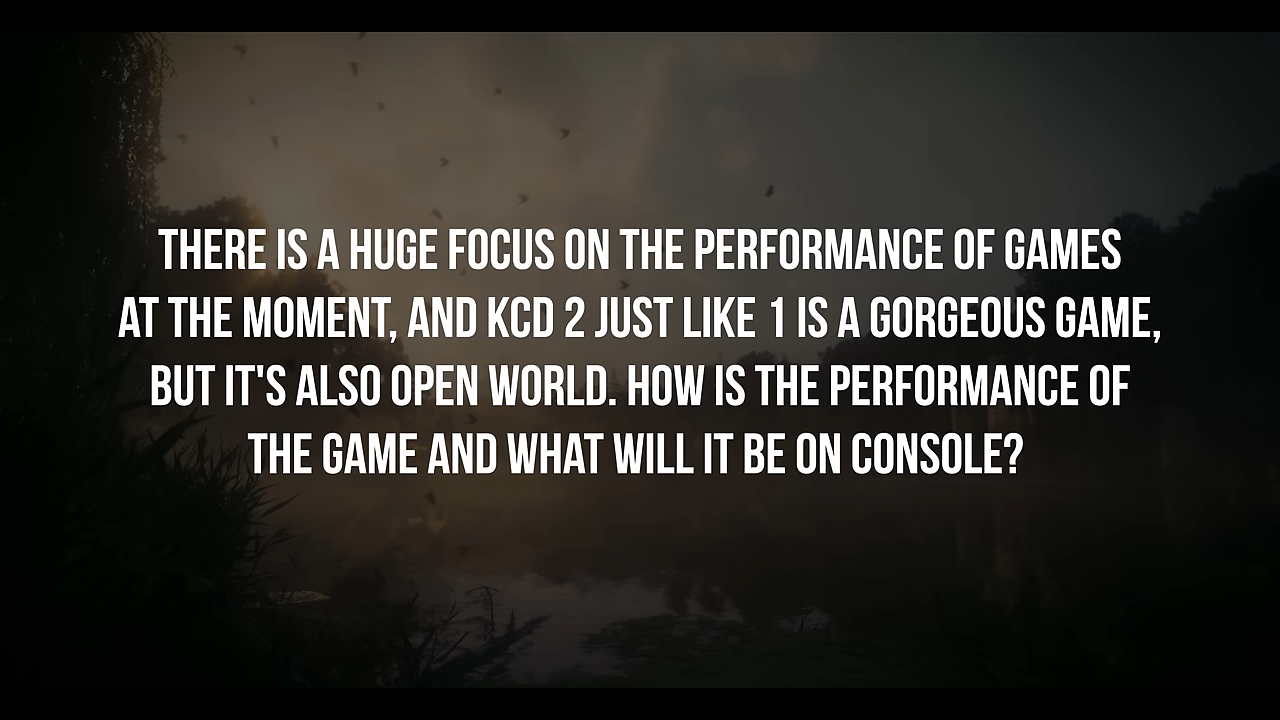 THERE IS A HUGE FOCUS ON THE PERFORMANCE OF GAMES
AT THE MOMENT, AND KCD 2 JUST LIKE 1 IS A GORGEOUS GAME,
BUT IT'S ALSO OPEN WORLD. HOW IS THE PERFORMANCE OF
THE GAME AND WHAT WILL IT BE ON CONSOLE?